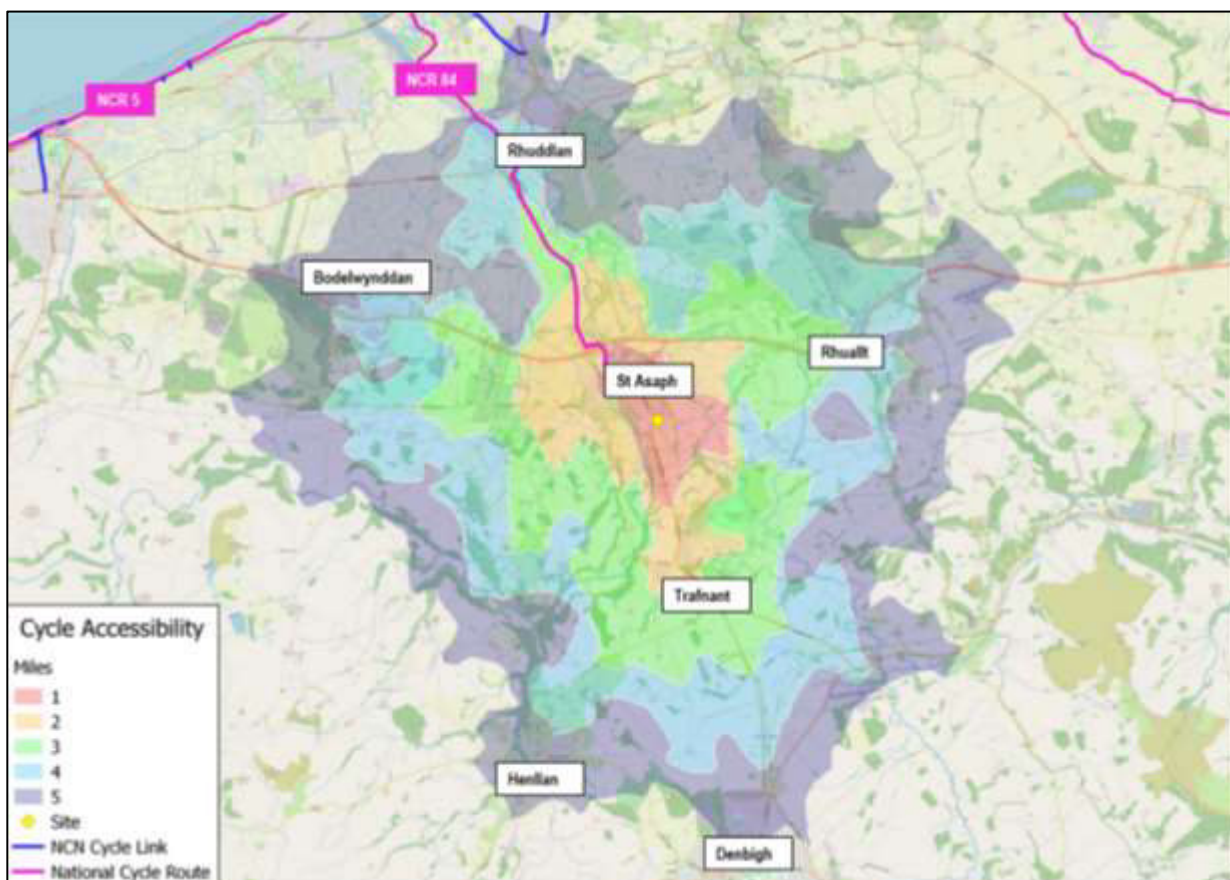 NCR 5
NCR 84
Rhuddlan
Bodelwynddan
Rhuallt
St Asaph
Trafnant
Henllan
Denbigh
Cycle Accessibility
Miles
1
2
3
4
5
Site
NCN Cycle Link
National Cycle Route